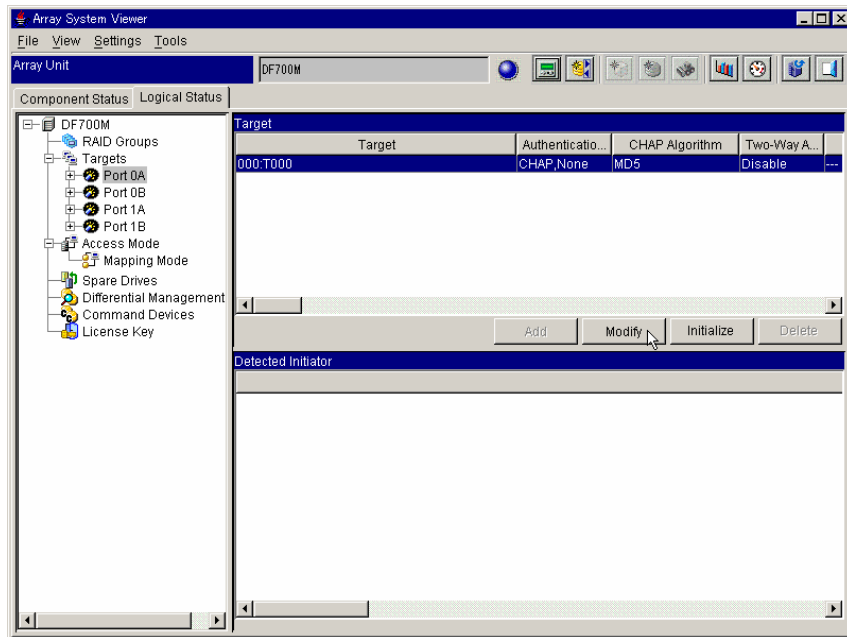 Array System Viewer
File View Settings Tools
Array Unit
DF700M
Component Status Logical Status
DF700M
RAID Groups
Targets
Port 0A
Port 0B
Port 1A
Port 1B
Access Mode
Mapping Mode
Spare Drives
Differential Management
Command Devices
License Key
Target
Target Authenticatio... CHAP Algorithm Two-Way A...
000:T000 CHAP,None MD5 Disable ---
Add Modify Initialize Delete
Detected Initiator